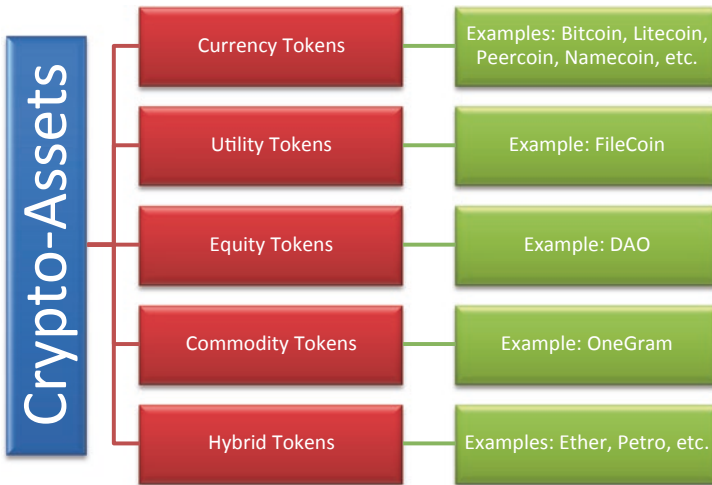 Crypto-Assets
Currency Tokens
Examples: Bitcoin, Litecoin,
Peercoin, Namecoin, etc.
Utility Tokens
Example: FileCoin
Equity Tokens
Example: DAO
Commodity Tokens
Example: OneGram
Hybrid Tokens
Examples: Ether, Petro, etc.